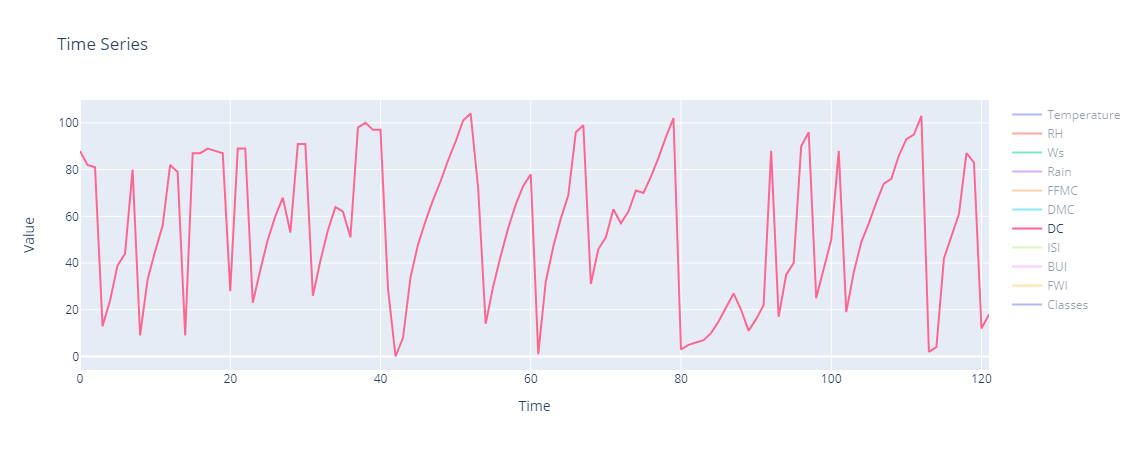 Time Series
Value
100
80
60
40
20
0
0 20 40 60 80 100 120
Time
Temperature
RH
Ws
Rain
FFMC
DMC
DC
ISI
BUI
FWI
Classes